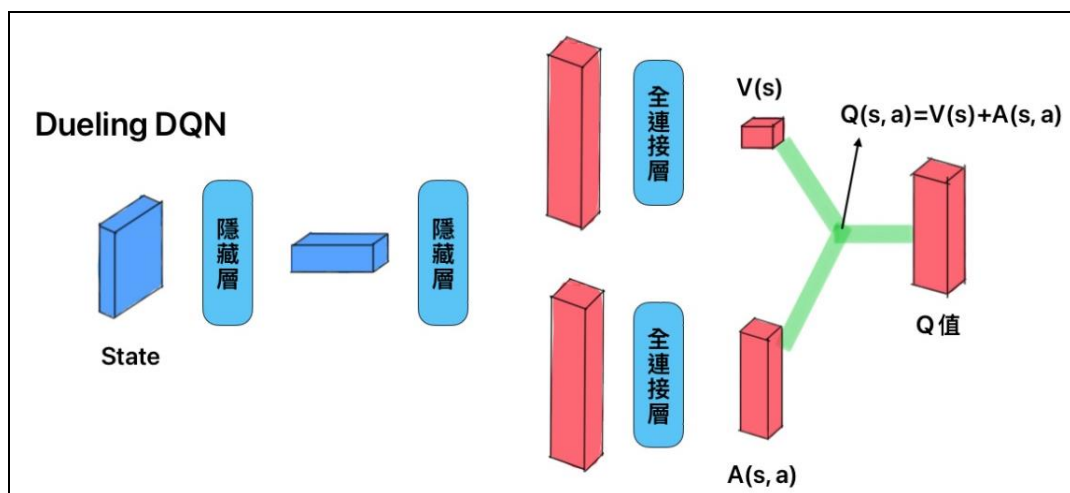 Dueling DQN
State
隱藏層
隱藏層
全連接層
全連接層
V(s)
Q(s, a)=V(s)+A(s, a)
Q 值
A(s, a)